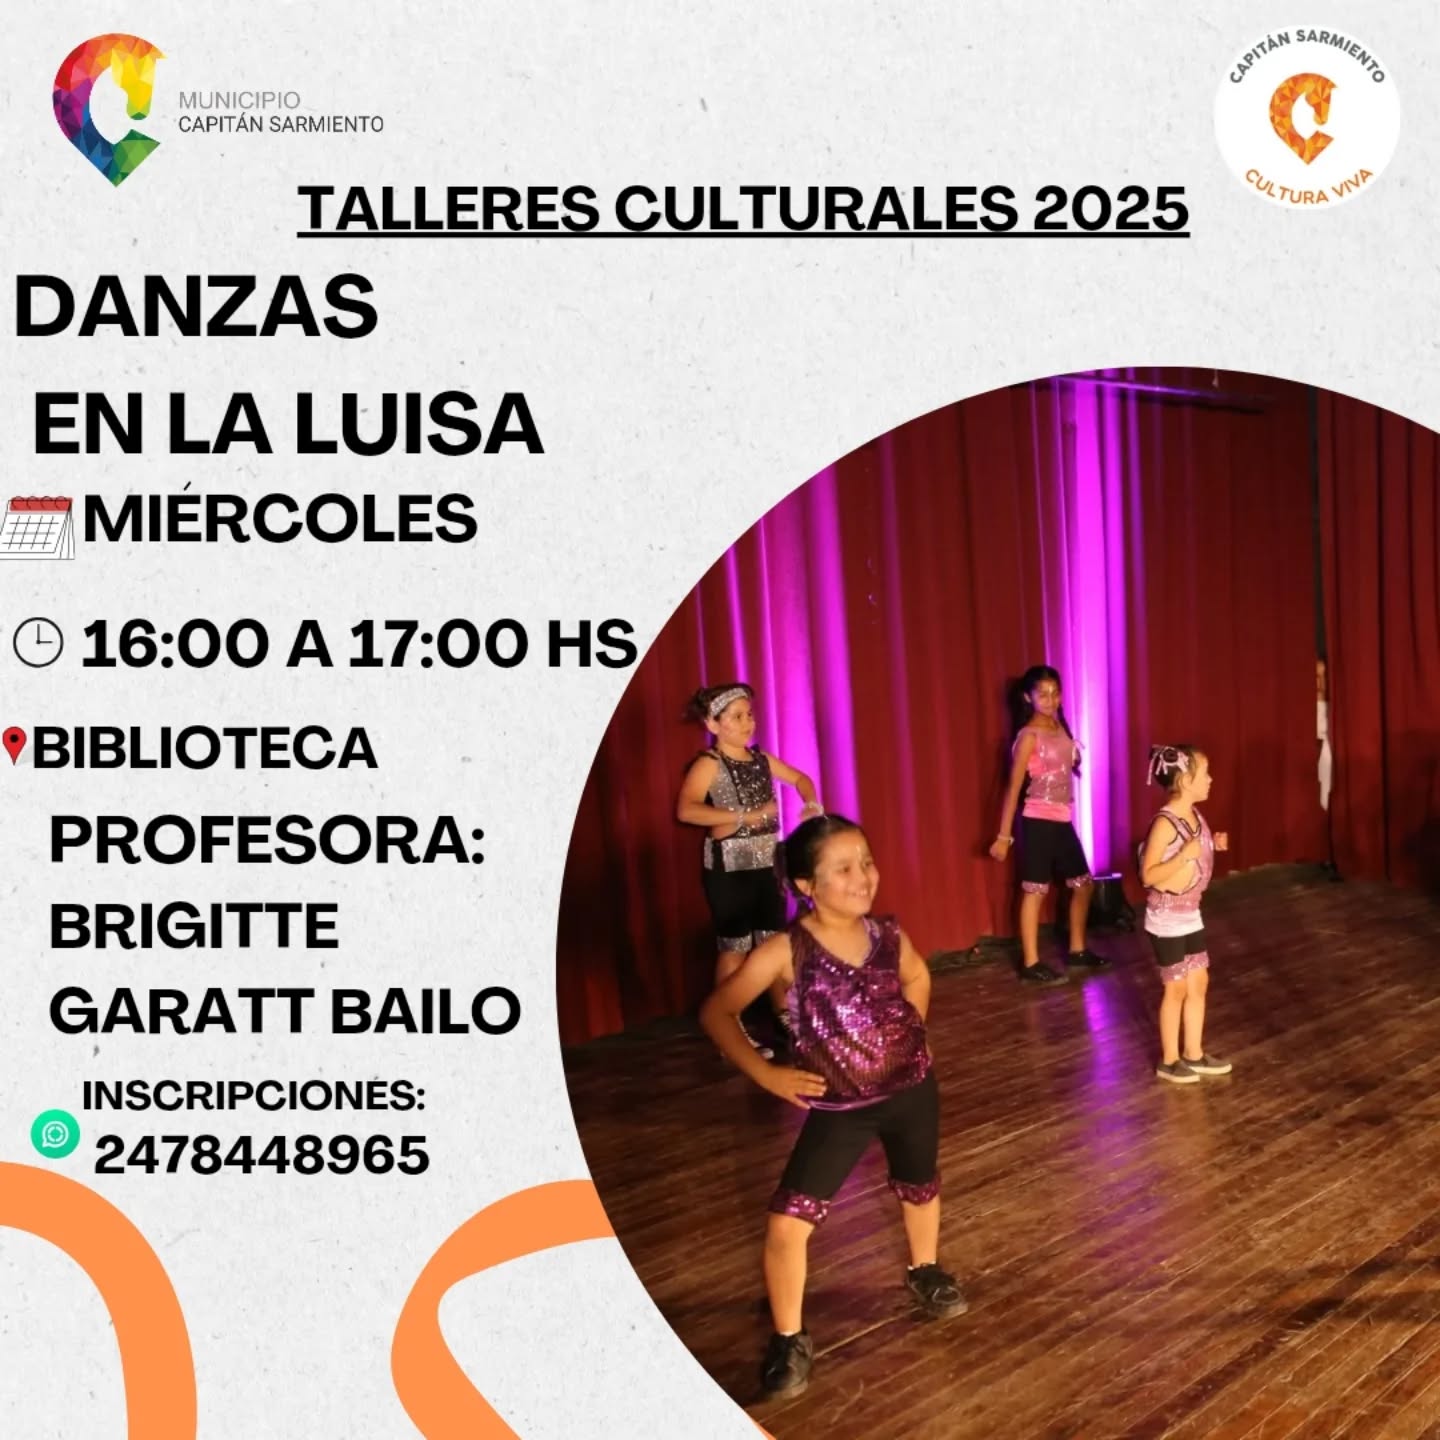 MUNICIPIO
CAPITÁN SARMIENTO
CAPITÁN SARMIENTO
CULTURA VIVA
TALLERES CULTURALES 2025
DANZAS
EN LA LUISA
MIÉRCOLES
16:00 A 17:00 HS
BIBLIOTECA
PROFESORA:
BRIGITTE
GARATT BAILO
INSCRIPCIONES:
2478448965